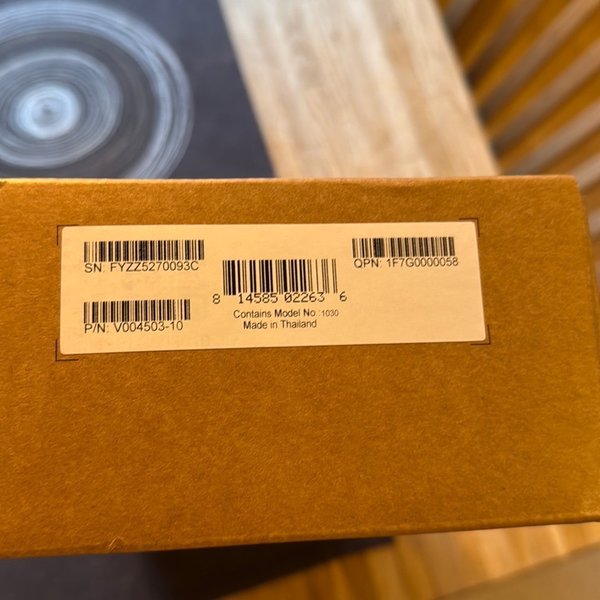 SN: FYZZ5270093C
QPN: 1F7G0000058
8 14585 02263 6
P/N: V004503-10
Contains Model No.:1030
Made in Thailand